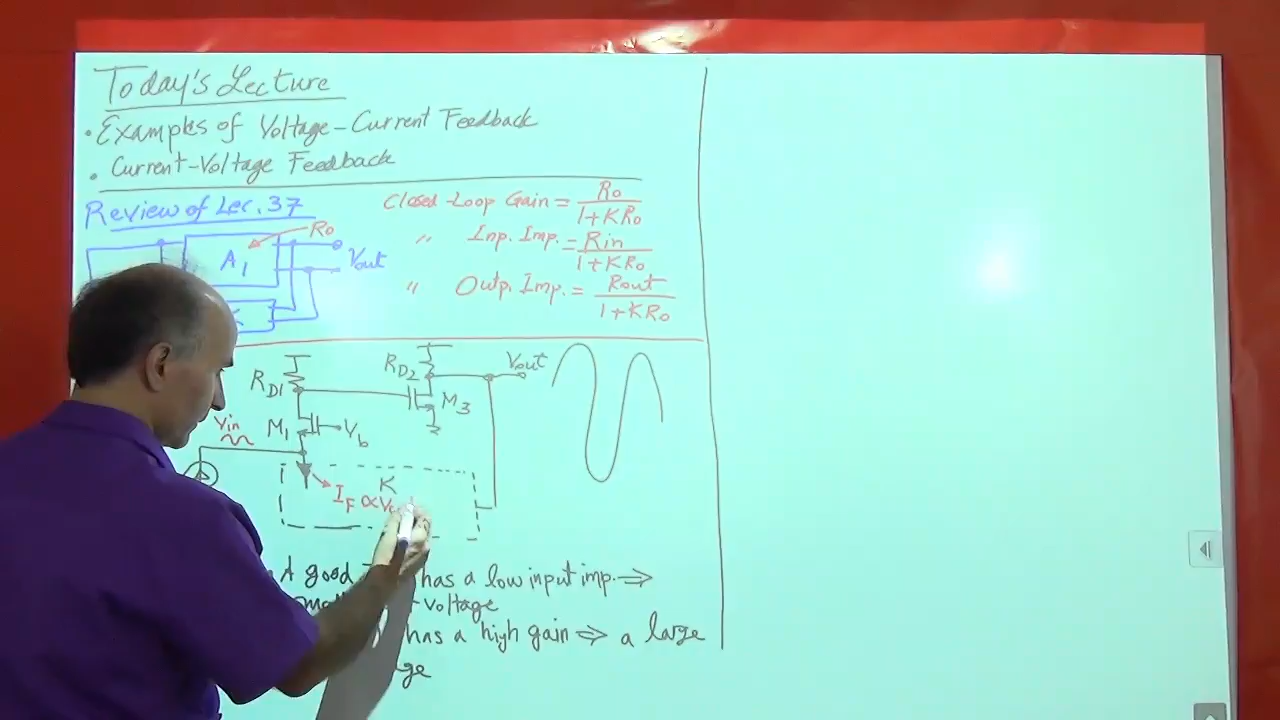 Today's Lecture
• Examples of Voltage-Current Feedback
• Current-Voltage Feedback
Review of Lec. 37
Closed-Loop Gain = R0 / 1+KR0
" Inp. Imp. = Rin / 1+KR0
" Outp. Imp. = Rout / 1+KR0
R0
A1
Vout
K
RD1
RD2
Vout
M3
M1
Vb
Vin
K
IF ∝ V
A good has a low input imp. ⇒
voltage
has a high gain ⇒ a large